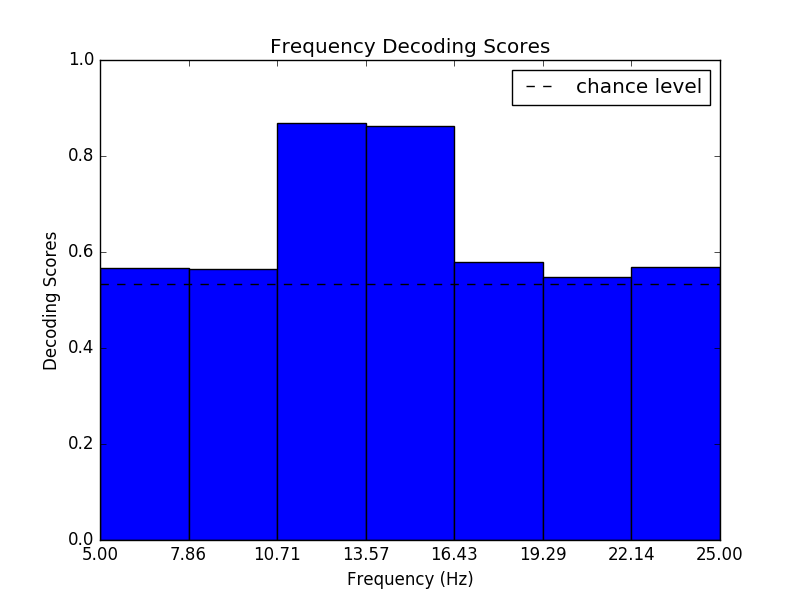 Frequency Decoding Scores
chance level
1.0
0.8
0.6
0.4
0.2
0.0
Decoding Scores
5.00 7.86 10.71 13.57 16.43 19.29 22.14 25.00
Frequency (Hz)